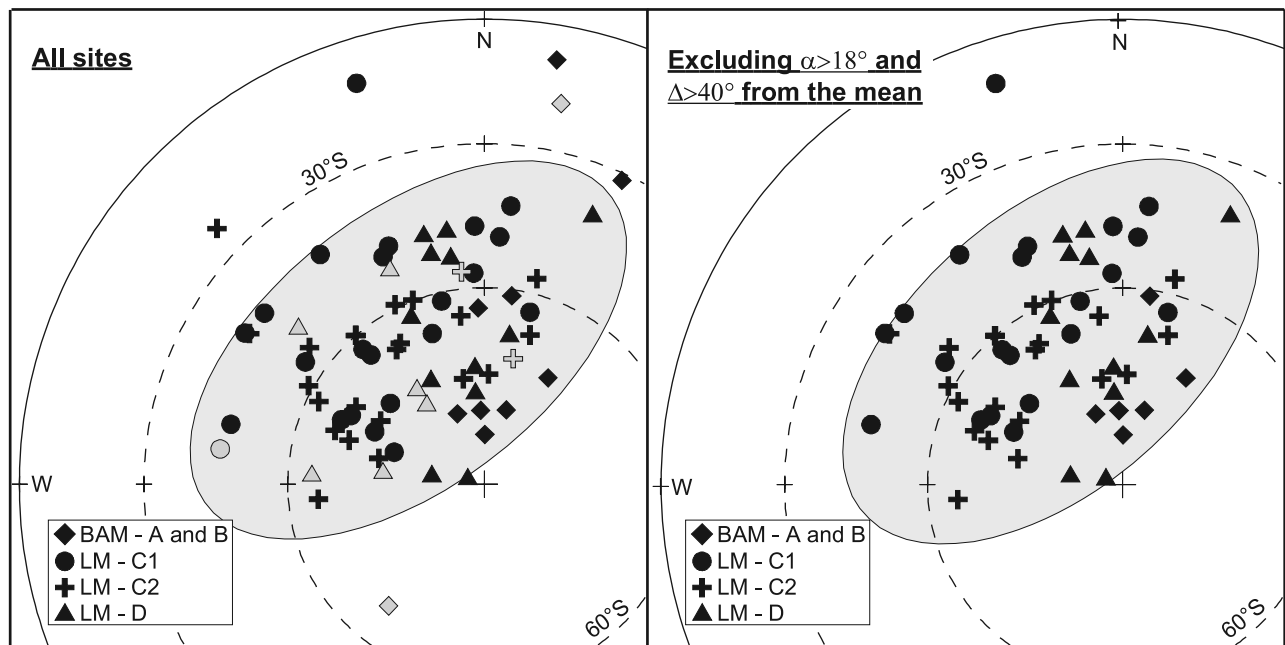 All sites
N
30°S
W
60°S
BAM - A and B
LM - C1
LM - C2
LM - D
Excluding α>18° and
Δ>40° from the mean
N
30°S
W
60°S
BAM - A and B
LM - C1
LM - C2
LM - D